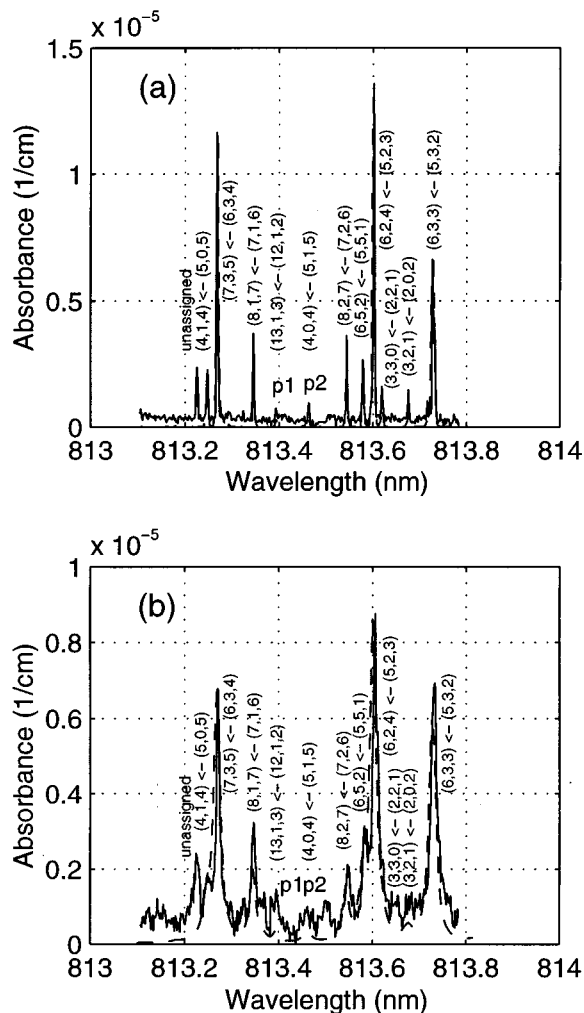 x 10⁻⁵
(a)
1.5
1
0.5
0
Absorbance (1/cm)
unassigned
(4,1,4) <- (5,0,5)
(7,3,5) <- (6,3,4)
(8,1,7) <- (7,1,6)
(13,1,3) <- (12,1,2)
p1
(4,0,4) <- (5,1,5)
p2
(8,2,7) <- (7,2,6)
(6,5,2) <- (5,5,1)
(6,2,4) <- [5,2,3)
(3,3,0) <- (2,2,1)
(3,2,1) <- [2,0,2)
(6,3,3) <- [5,3,2)
813
813.2
813.4
813.6
813.8
814
Wavelength (nm)
x 10⁻⁵
(b)
1
0.8
0.6
0.4
0.2
0
Absorbance (1/cm)
unassigned
(4,1,4) <- (5,0,5)
(7,3,5) <- (6,3,4)
(8,1,7) <- (7,1,6)
(13,1,3) <- (12,1,2)
p1p2
(4,0,4) <- (5,1,5)
(8,2,7) <- (7,2,6)
(6,5,2) <- (5,5,1)
(6,2,4) <- (5,2,3)
(3,3,0) <- (2,2,1)
(3,2,1) <- (2,0,2)
(6,3,3) <- (5,3,2)
813
813.2
813.4
813.6
813.8
814
Wavelength (nm)